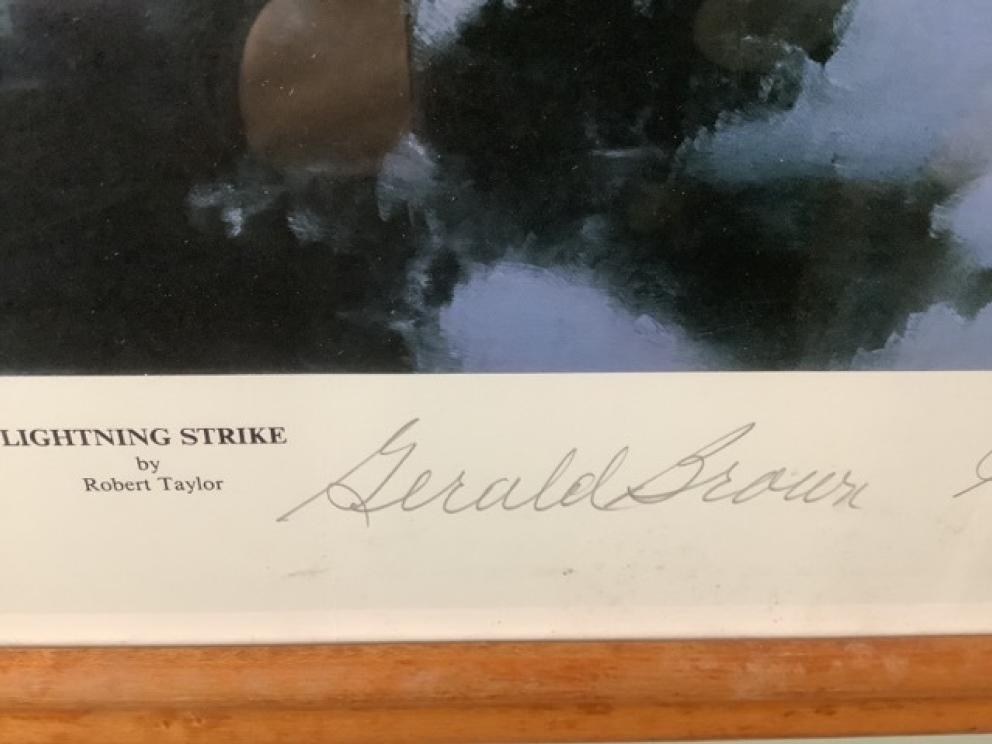 LIGHTNING STRIKE
by
Robert Taylor
Gerald Brown